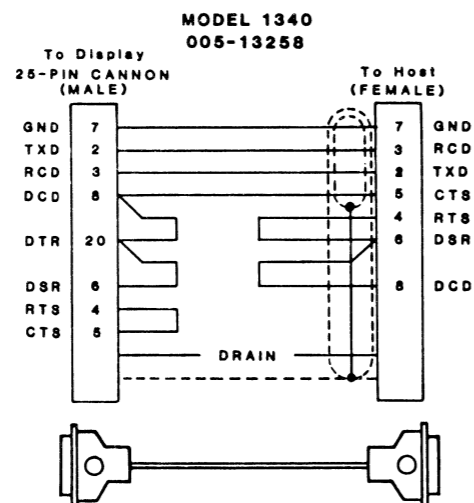 MODEL 1340
005-13258
To Display
25-PIN CANNON
(MALE)
To Host
(FEMALE)
GND 7 7 GND
TXD 2 3 RCD
RCD 3 2 TXD
DCD 8 5 CTS
4 RTS
DTR 20 6 DSR
DSR 6 8 DCD
RTS 4
CTS 5
DRAIN